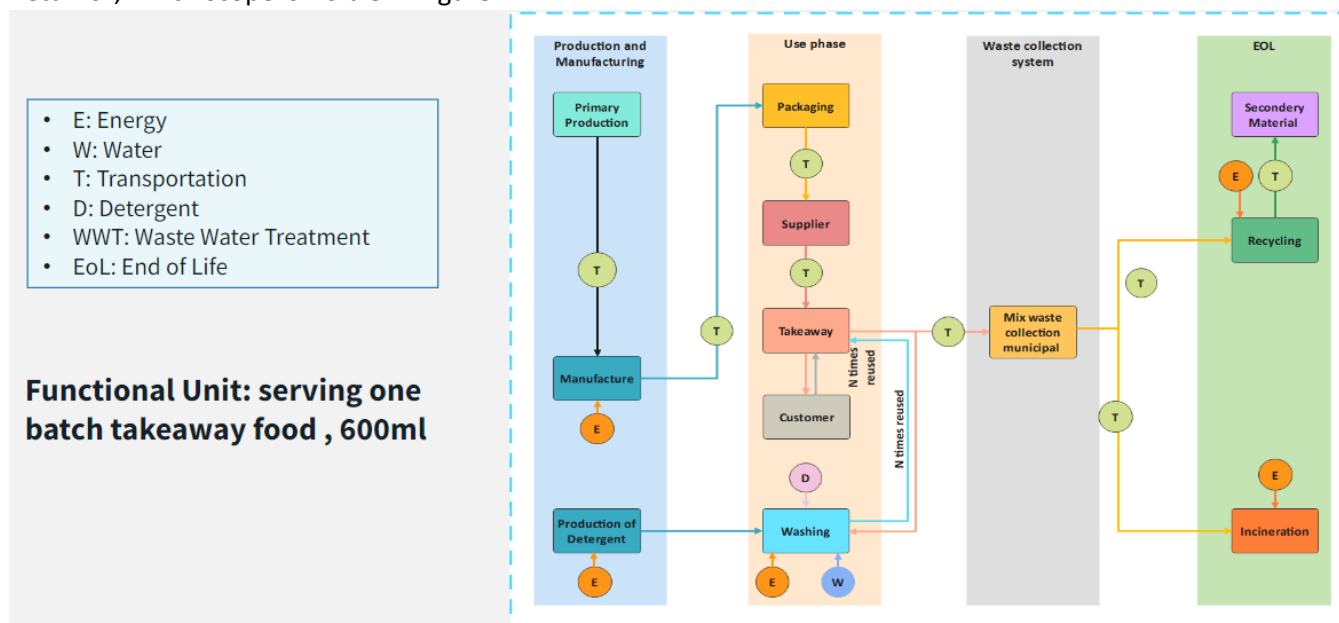 • E: Energy
• W: Water
• T: Transportation
• D: Detergent
• WWT: Waste Water Treatment
• EoL: End of Life
Functional Unit: serving one
batch takeaway food , 600ml
Production and
Manufacturing
Primary
Production
T
Manufacture
E
Production of
Detergent
E
T
Use phase
Packaging
T
Supplier
T
Takeaway
N times
reused
Customer
N times reused
D
Washing
E
W
Waste collection
system
T
Mix waste
collection
municipal
T
T
EOL
Secondery
Material
E
T
Recycling
E
Incineration